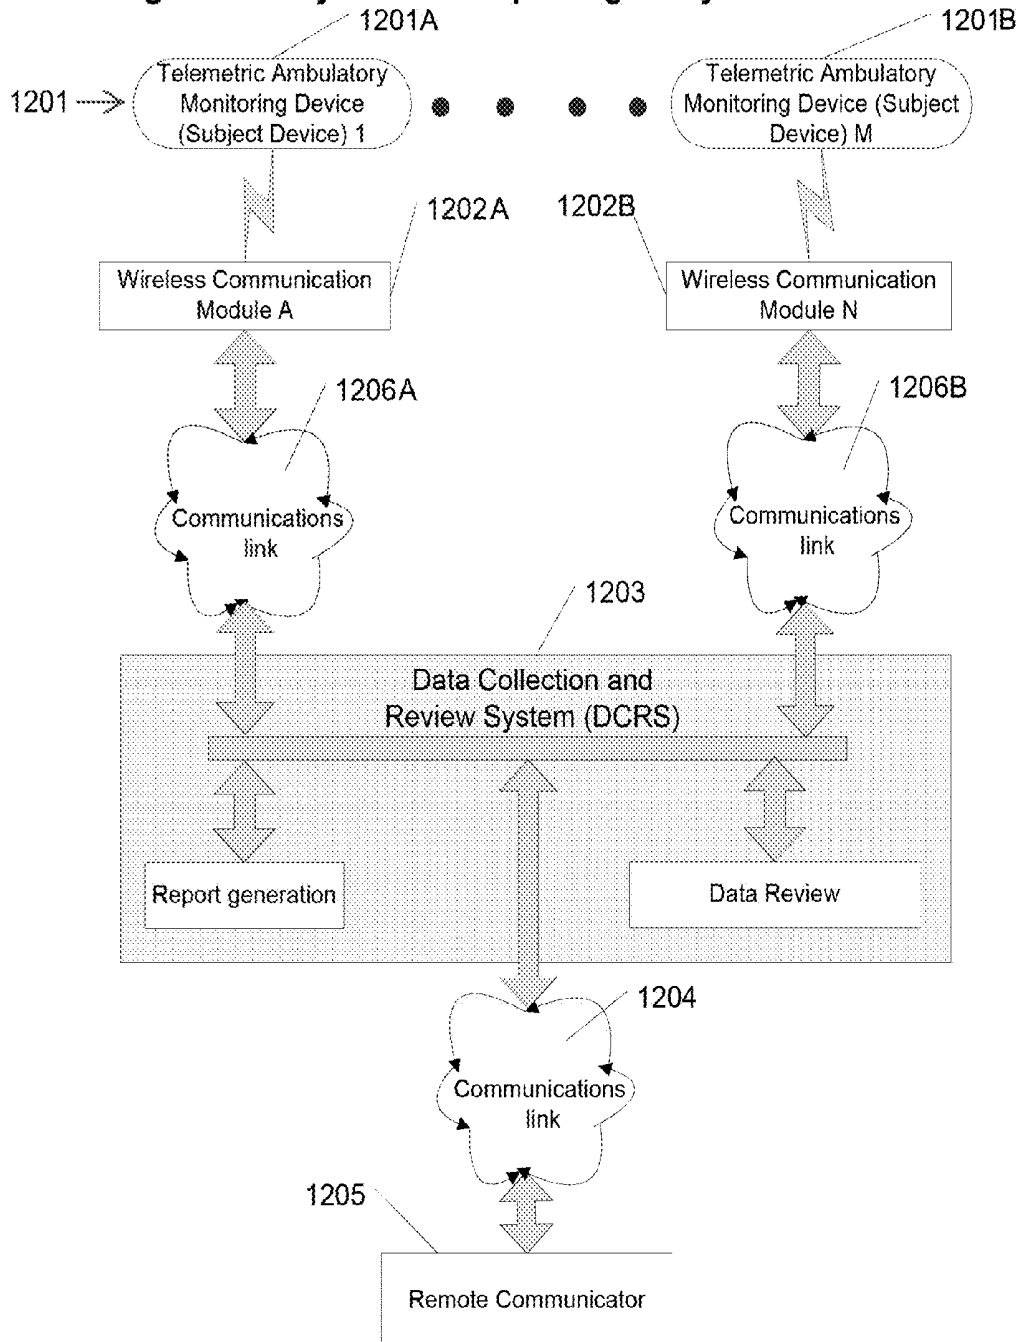 1201A
1201B
1201
Telemetric Ambulatory
Monitoring Device
(Subject Device) 1
Telemetric Ambulatory
Monitoring Device (Subject
Device) M
1202A
1202B
Wireless Communication
Module A
Wireless Communication
Module N
1206A
1206B
Communications
link
Communications
link
1203
Data Collection and
Review System (DCRS)
Report generation
Data Review
1204
Communications
link
1205
Remote Communicator